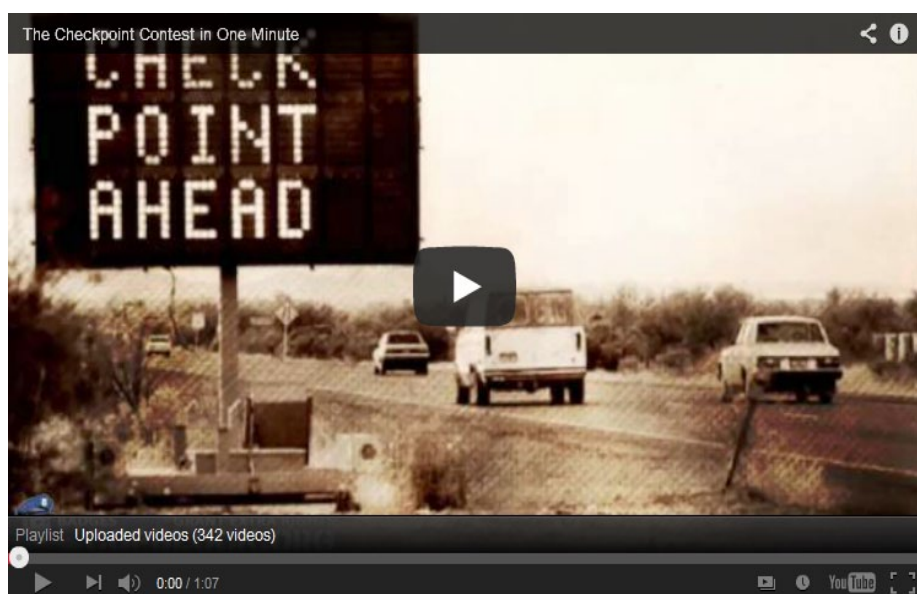 The Checkpoint Contest in One Minute
CHECK
POINT
AHEAD
Playlist Uploaded videos (342 videos)
0:00 / 1:07
YouTube